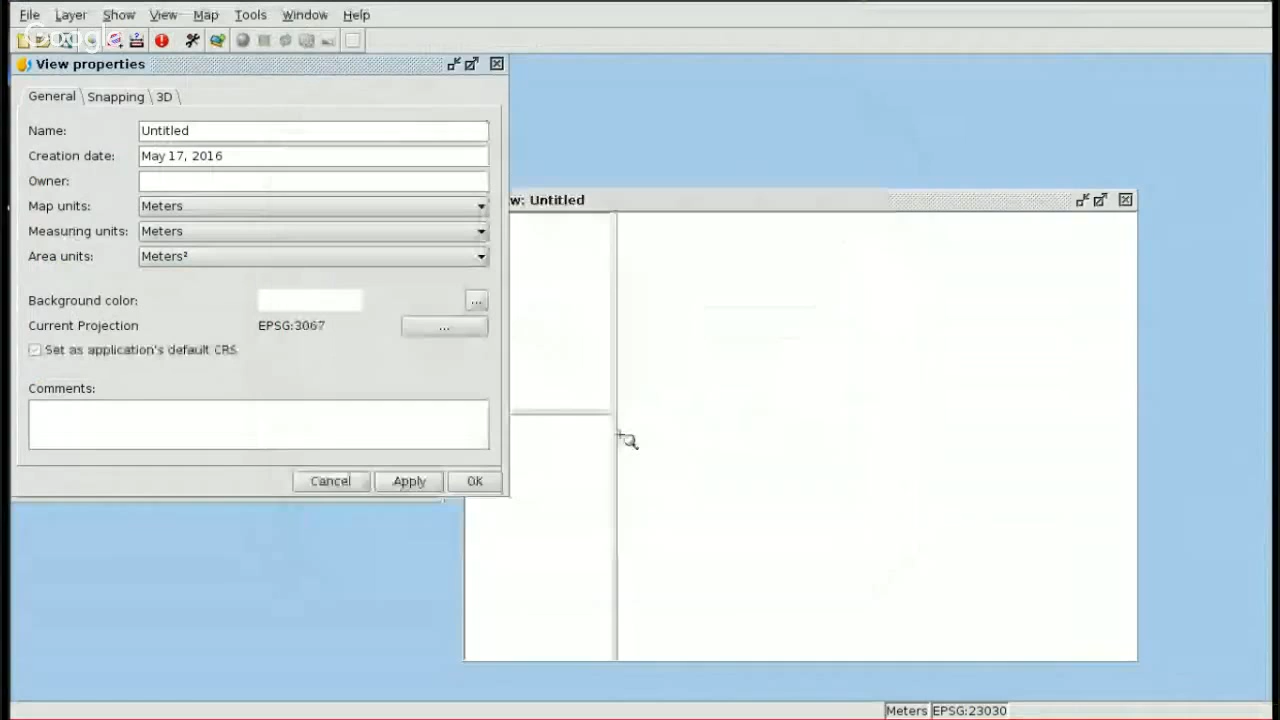 File Layer Show View Map Tools Window Help
Google
View properties
General Snapping 3D
Name: Untitled
Creation date: May 17, 2016
Owner:
Map units: Meters
Measuring units: Meters
Area units: Meters²
Background color: ...
Current Projection EPSG:3067 ...
Set as application's default CRS
Comments:
Cancel Apply OK
w: Untitled
Meters EPSG:23030